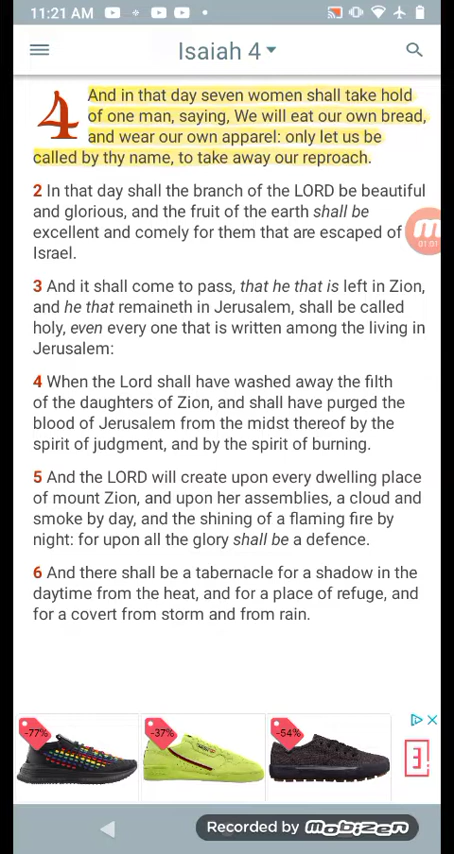 11:21 AM
Isaiah 4
4 And in that day seven women shall take hold
of one man, saying, We will eat our own bread,
and wear our own apparel: only let us be
called by thy name, to take away our reproach.
2 In that day shall the branch of the LORD be beautiful
and glorious, and the fruit of the earth shall be
excellent and comely for them that are escaped of
Israel.
3 And it shall come to pass, that he that is left in Zion,
and he that remaineth in Jerusalem, shall be called
holy, even every one that is written among the living in
Jerusalem:
4 When the Lord shall have washed away the filth
of the daughters of Zion, and shall have purged the
blood of Jerusalem from the midst thereof by the
spirit of judgment, and by the spirit of burning.
5 And the LORD will create upon every dwelling place
of mount Zion, and upon her assemblies, a cloud and
smoke by day, and the shining of a flaming fire by
night: for upon all the glory shall be a defence.
6 And there shall be a tabernacle for a shadow in the
daytime from the heat, and for a place of refuge, and
for a covert from storm and from rain.
m
01:01
-77%
-37%
-54%
Recorded by Mobizen